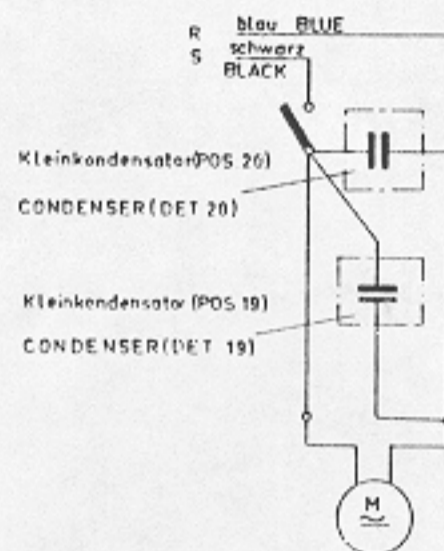 R blau BLUE
S schwarz
BLACK
Kleinkondensator(POS 20)
CONDENSER(DET 20)
Kleinkondensator (POS 19)
CONDENSER(DET 19)
M